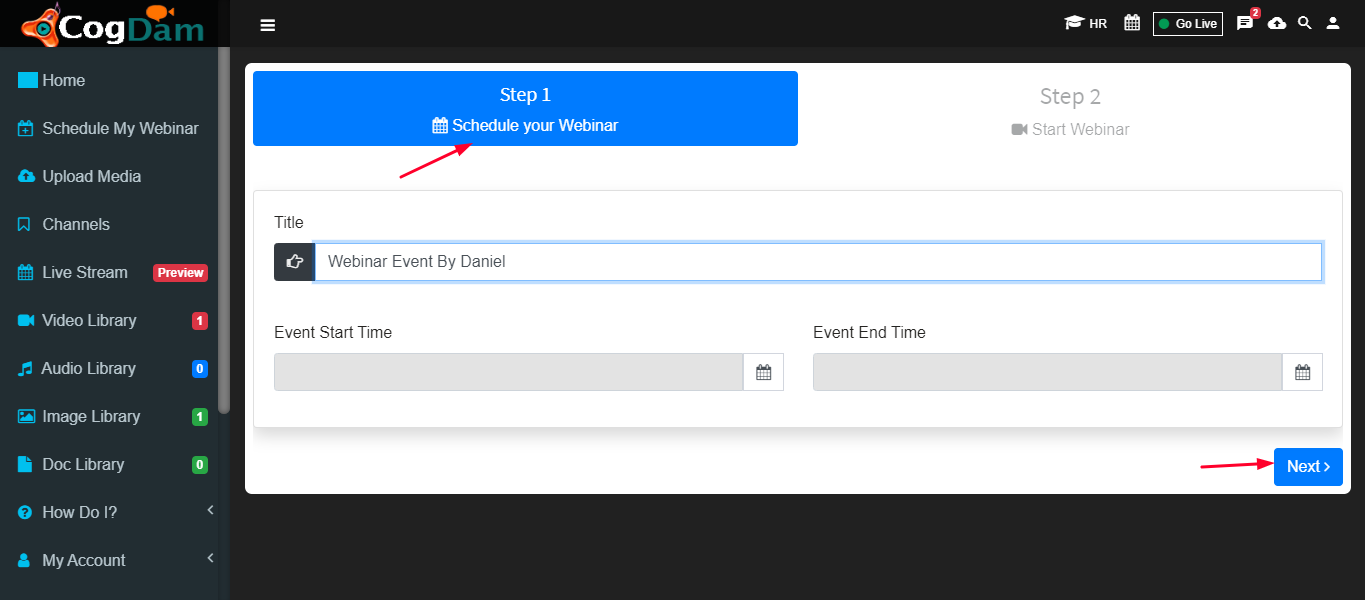 CogDam
HR
Go Live
2
Home
Schedule My Webinar
Upload Media
Channels
Live Stream Preview
Video Library 1
Audio Library 0
Image Library 1
Doc Library 0
How Do I?
My Account
Step 1
Schedule your Webinar
Step 2
Start Webinar
Title
Webinar Event By Daniel
Event Start Time
Event End Time
Next